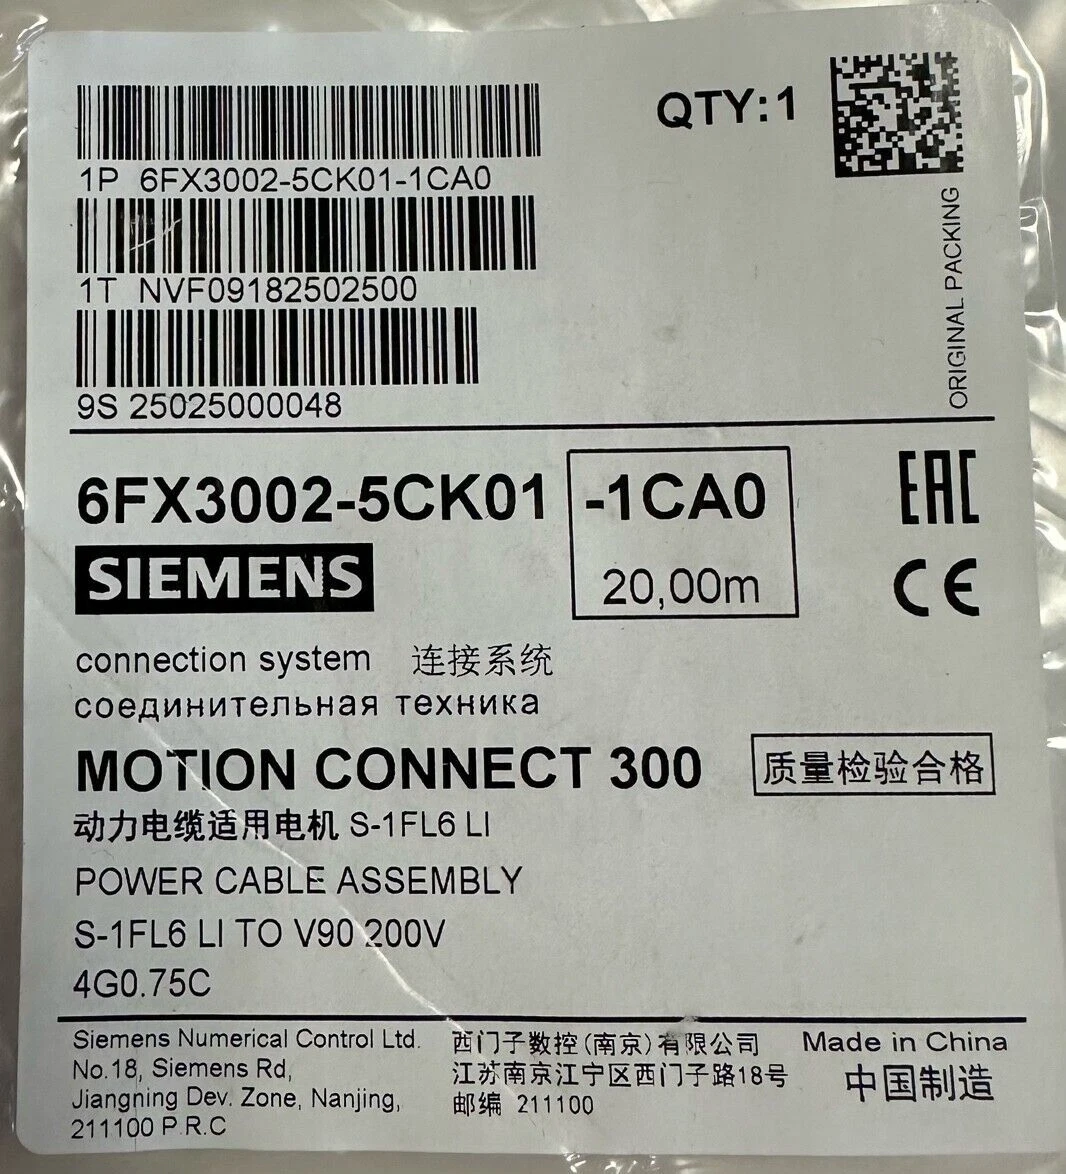 QTY:1
1P 6FX3002-5CK01-1CA0
1T NVF09182502500
9S 25025000048
ORIGINAL PACKING
6FX3002-5CK01 -1CA0
20,00m
EAC
CE
SIEMENS
connection system 连接系统
соединительная техника
MOTION CONNECT 300
质量检验合格
动力电缆适用电机 S-1FL6 LI
POWER CABLE ASSEMBLY
S-1FL6 LI TO V90 200V
4G0.75C
Siemens Numerical Control Ltd.
No.18, Siemens Rd,
Jiangning Dev. Zone, Nanjing,
211100 P.R.C
西门子数控(南京)有限公司
江苏南京江宁区西门子路18号
邮编 211100
Made in China
中国制造